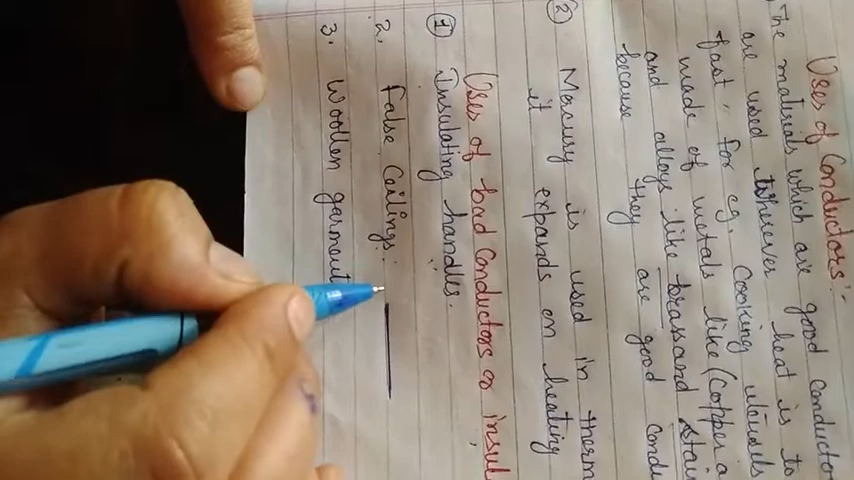 Uses of Conductors:-
The materials which are good conductor
are used wherever heat is to
fast. for eg. Cooking utensils
made of metals like (copper a
and alloys like brass and stain
because they are good condu
② Mercury is used in therm
it expands on heating
Uses of bad Conductors or insul
① Insulating handles.
2. False Ceilings:
3. Woollen garment